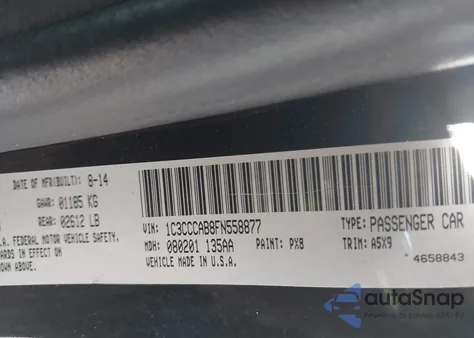 DATE OF MFR(BUILT): 8-14
GAWR: 01185 KG
REAR: 02612 LB
.A. FEDERAL MOTOR VEHICLE SAFETY.
ARDS IN EFFECT ON
OWN ABOVE.
VIN: 1C3CCCAB8FN558877
TYPE: PASSENGER CAR
MDH: 080201 135AA
PAINT: PX8
TRIM: A5X9
VEHICLE MADE IN U.S.A.
4658843
autoSnap